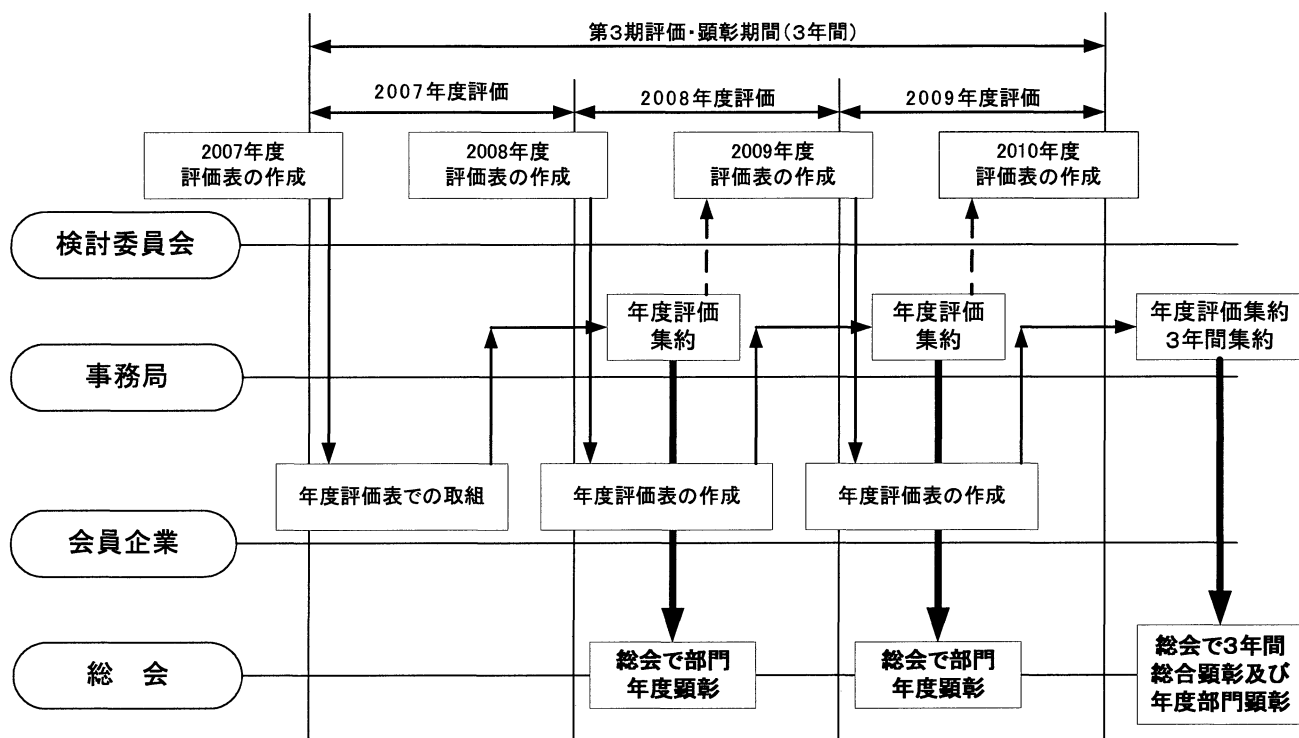 第3期評価・顕彰期間(3年間)
2007年度評価
2008年度評価
2009年度評価
2007年度
評価表の作成
2008年度
評価表の作成
2009年度
評価表の作成
2010年度
評価表の作成
検討委員会
年度評価
集約
年度評価
集約
年度評価集約
3年間集約
事務局
年度評価表での取組
年度評価表の作成
年度評価表の作成
会員企業
総会で部門
年度顕彰
総会で部門
年度顕彰
総会で3年間
総合顕彰及び
年度部門顕彰
総　会